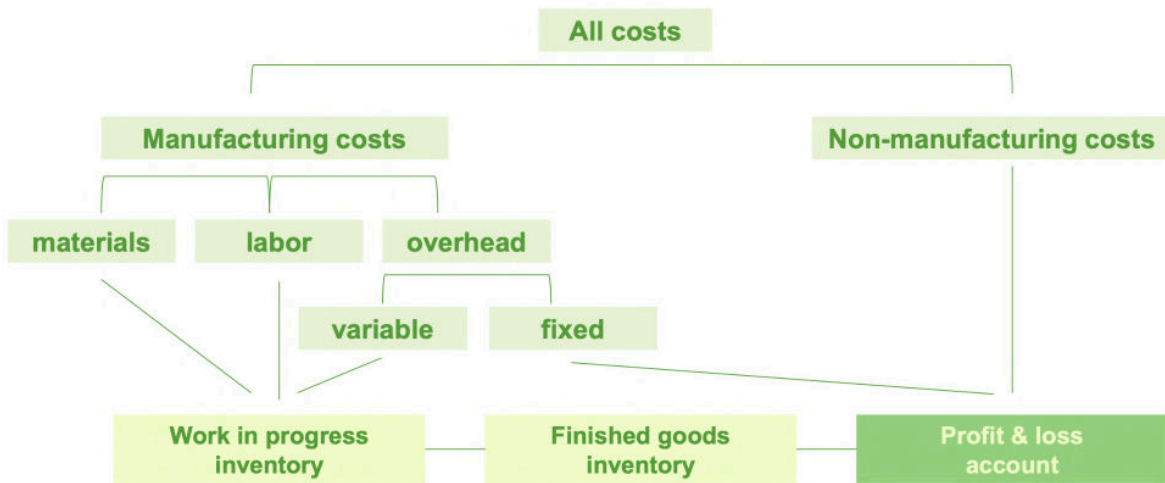 All costs
Manufacturing costs
Non-manufacturing costs
materials
labor
overhead
variable
fixed
Work in progress
inventory
Finished goods
inventory
Profit & loss
account